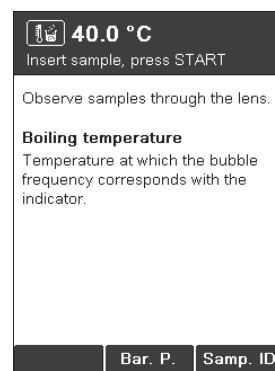 40.0 °C
Insert sample, press START
Observe samples through the lens.
Boiling temperature
Temperature at which the bubble
frequency corresponds with the
indicator.
Bar. P.
Samp. ID